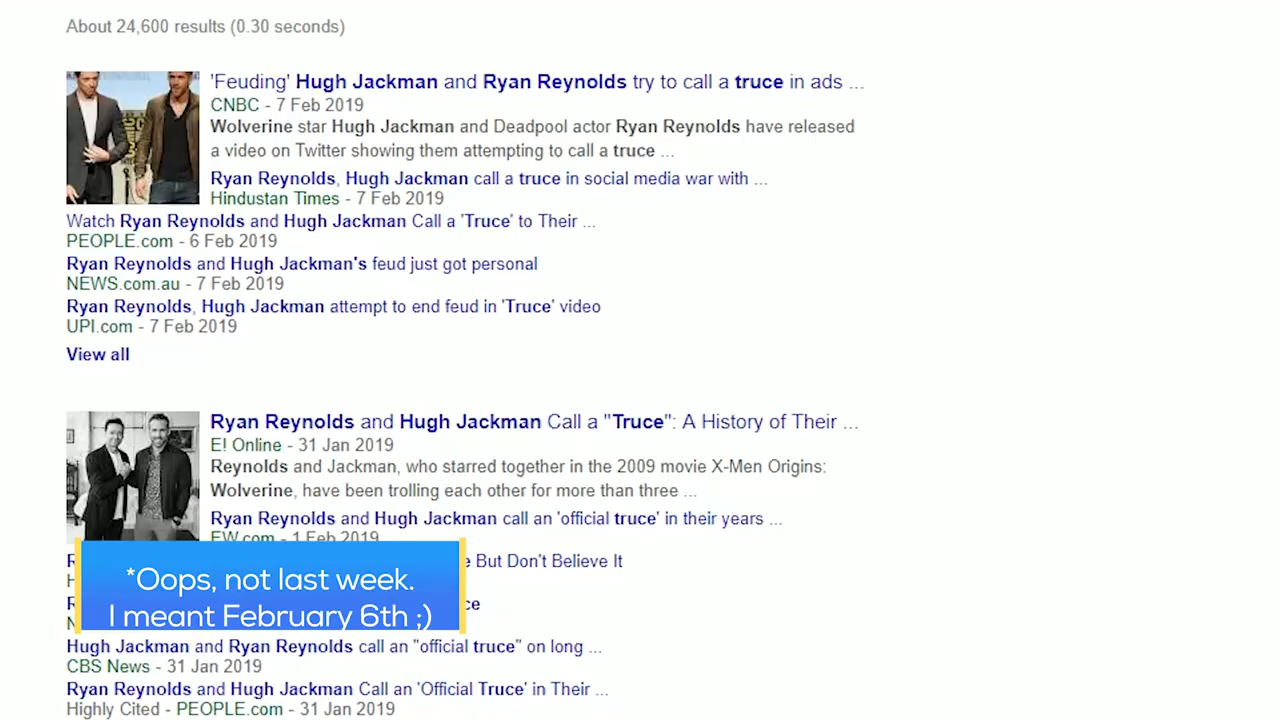 About 24,600 results (0.30 seconds)
'Feuding' Hugh Jackman and Ryan Reynolds try to call a truce in ads ...
CNBC - 7 Feb 2019
Wolverine star Hugh Jackman and Deadpool actor Ryan Reynolds have released
a video on Twitter showing them attempting to call a truce ...
Ryan Reynolds, Hugh Jackman call a truce in social media war with ...
Hindustan Times - 7 Feb 2019
Watch Ryan Reynolds and Hugh Jackman Call a 'Truce' to Their ...
PEOPLE.com - 6 Feb 2019
Ryan Reynolds and Hugh Jackman's feud just got personal
NEWS.com.au - 7 Feb 2019
Ryan Reynolds, Hugh Jackman attempt to end feud in 'Truce' video
UPI.com - 7 Feb 2019
View all
Ryan Reynolds and Hugh Jackman Call a "Truce": A History of Their ...
E! Online - 31 Jan 2019
Reynolds and Jackman, who starred together in the 2009 movie X-Men Origins:
Wolverine, have been trolling each other for more than three ...
Ryan Reynolds and Hugh Jackman call an 'official truce' in their years ...
EW.com - 1 Feb 2019
But Don't Believe It
*Oops, not last week.
I meant February 6th ;)
Hugh Jackman and Ryan Reynolds call an "official truce" on long ...
CBS News - 31 Jan 2019
Ryan Reynolds and Hugh Jackman Call an 'Official Truce' in Their ...
Highly Cited - PEOPLE.com - 31 Jan 2019